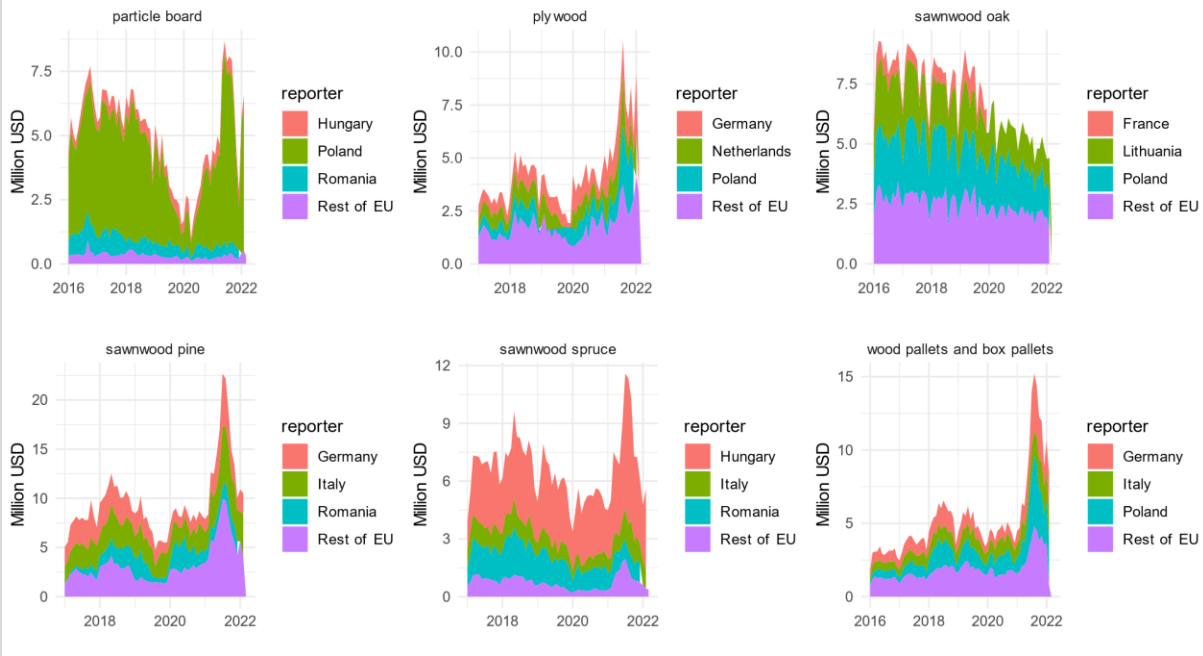 particle board
Million USD
7.5
5.0
2.5
0.0
2016
2018
2020
2022
reporter
Hungary
Poland
Romania
Rest of EU
plywood
Million USD
10.0
7.5
5.0
2.5
0.0
2018
2020
2022
reporter
Germany
Netherlands
Poland
Rest of EU
sawnwood oak
Million USD
7.5
5.0
2.5
0.0
2016
2018
2020
2022
reporter
France
Lithuania
Poland
Rest of EU
sawnwood pine
Million USD
20
15
10
5
0
2018
2020
2022
reporter
Germany
Italy
Romania
Rest of EU
sawnwood spruce
Million USD
12
9
6
3
0
2018
2020
2022
reporter
Hungary
Italy
Romania
Rest of EU
wood pallets and box pallets
Million USD
15
10
5
0
2016
2018
2020
2022
reporter
Germany
Italy
Poland
Rest of EU